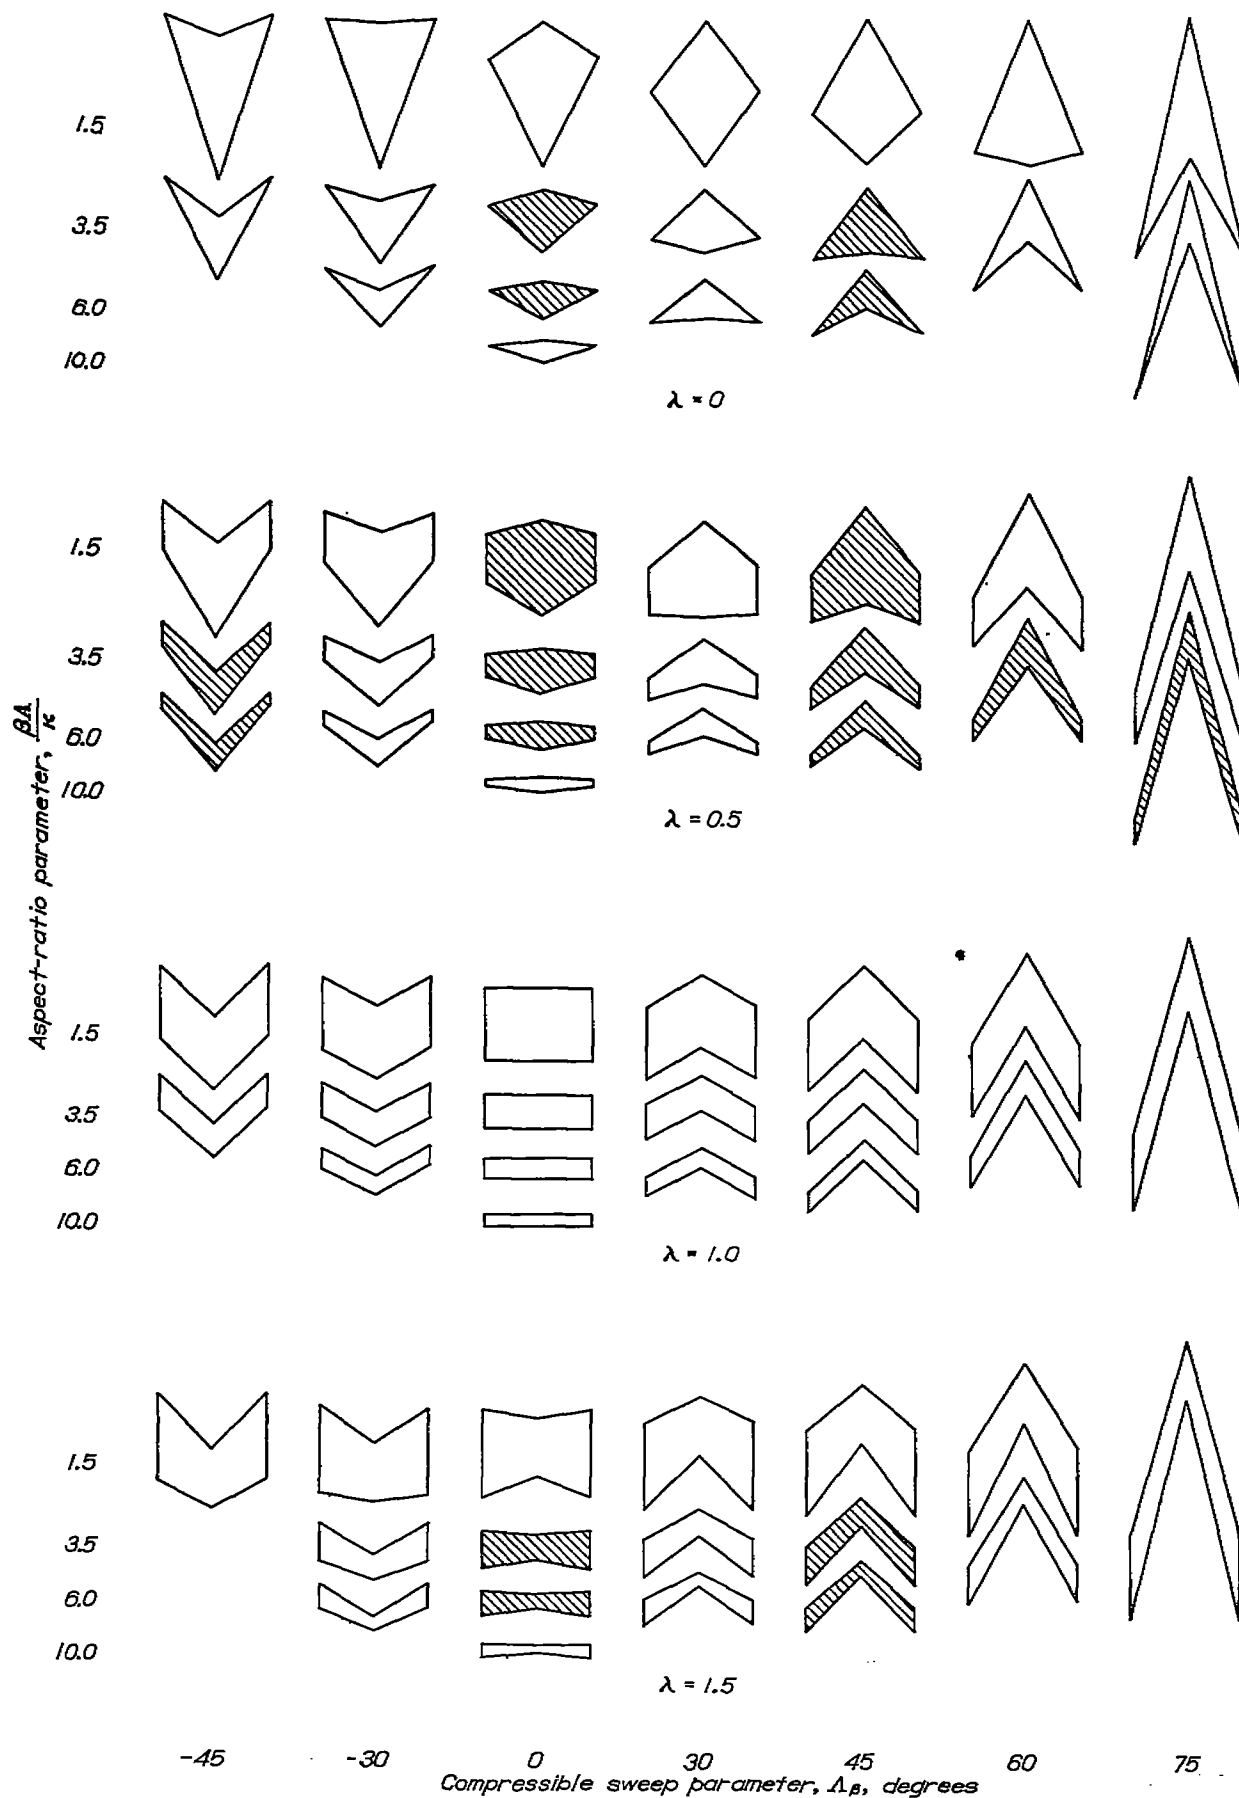 1.5
3.5
6.0
10.0
λ = 0
1.5
3.5
6.0
10.0
λ = 0.5
Aspect-ratio parameter, βA/κ
1.5
3.5
6.0
10.0
λ = 1.0
1.5
3.5
6.0
10.0
λ = 1.5
-45 -30 0 30 45 60 75
Compressible sweep parameter, Λβ, degrees